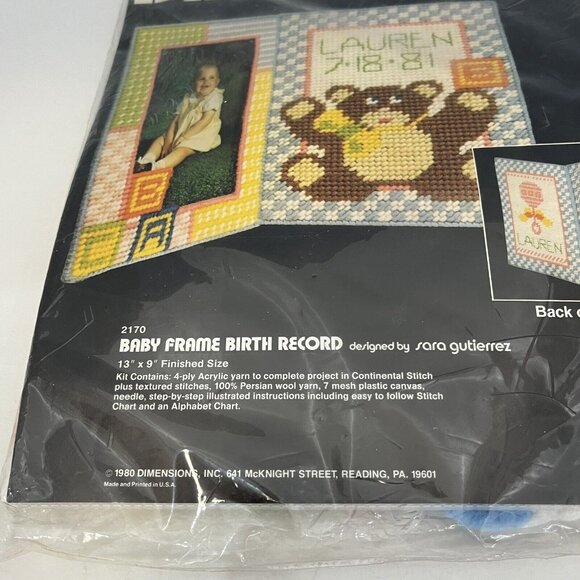 LAUREN
7·18·81
B
B
A
LAUREN
Back
2170
BABY FRAME BIRTH RECORD designed by sara gutierrez
13" x 9" Finished Size
Kit Contains: 4-ply Acrylic yarn to complete project in Continental Stitch
plus textured stitches, 100% Persian wool yarn, 7 mesh plastic canvas,
needle, step-by-step illustrated instructions including easy to follow Stitch
Chart and an Alphabet Chart.
© 1980 DIMENSIONS, INC. 641 McKNIGHT STREET, READING, PA. 19601
Made and Printed in U.S.A.